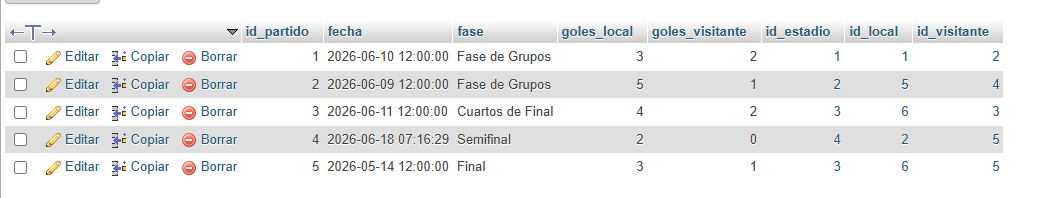 id_partido fecha fase goles_local goles_visitante id_estadio id_local id_visitante
Editar Copiar Borrar 1 2026-06-10 12:00:00 Fase de Grupos 3 2 1 1 2
Editar Copiar Borrar 2 2026-06-09 12:00:00 Fase de Grupos 5 1 2 5 4
Editar Copiar Borrar 3 2026-06-11 12:00:00 Cuartos de Final 4 2 3 6 3
Editar Copiar Borrar 4 2026-06-18 07:16:29 Semifinal 2 0 4 2 5
Editar Copiar Borrar 5 2026-05-14 12:00:00 Final 3 1 3 6 5